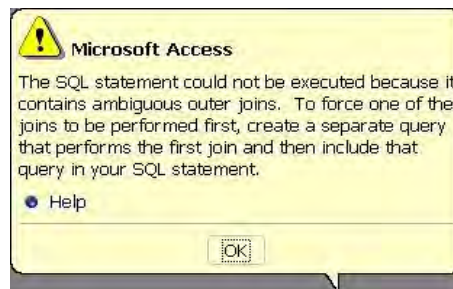 Microsoft Access
The SQL statement could not be executed because it
contains ambiguous outer joins. To force one of the
joins to be performed first, create a separate query
that performs the first join and then include that
query in your SQL statement.
Help
OK